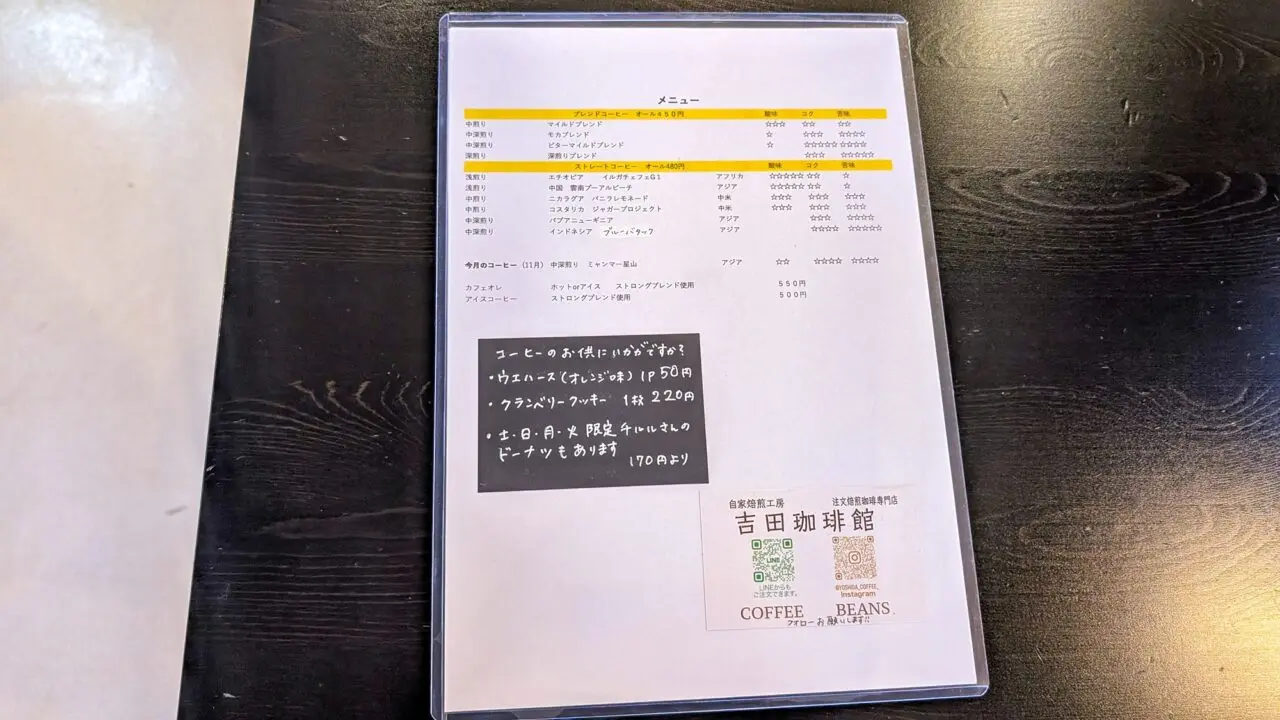 メニュー
ブレンドコーヒー オール450円 酸味 コク 苦味
中煎り マイルドブレンド ☆☆☆ ☆☆ ☆☆
中深煎り モカブレンド ☆ ☆☆☆ ☆☆☆☆
中深煎り ビターマイルドブレンド ☆ ☆☆☆☆☆ ☆☆☆☆
深煎り 深煎りブレンド ☆☆☆ ☆☆☆☆☆
ストレートコーヒー オール480円 酸味 コク 苦味
浅煎り エチオピア イルガチェフェG1 アフリカ ☆☆☆☆☆ ☆☆ ☆
浅煎り 中国 雲南プーアルピーチ アジア ☆☆☆☆☆ ☆☆ ☆
中煎り ニカラグア バニラレモネード 中米 ☆☆☆ ☆☆☆ ☆☆☆
中煎り コスタリカ ジャガープロジェクト 中米 ☆☆☆ ☆☆☆ ☆☆☆
中深煎り パプアニューギニア アジア ☆☆☆ ☆☆☆☆
中深煎り インドネシア ブルーバタック アジア ☆☆☆☆ ☆☆☆☆☆
今月のコーヒー (11月) 中深煎り ミャンマー星山 アジア ☆☆ ☆☆☆☆ ☆☆☆☆
カフェオレ ホットorアイス ストロングブレンド使用 550円
アイスコーヒー ストロングブレンド使用 500円
コーヒーのお供にいかがですか?
・ウエハース(オレンジ味) 1P 50円
・クランベリークッキー 1枚 220円
・土・日・月・火 限定 チルルさんの
ドーナツもあります
170円より
自家焙煎工房 注文焙煎珈琲専門店
吉田珈琲館
LINE
LINEからも
ご注文できます。
@YOSHIDA_COFFEE_
Instagram
COFFEE BEANS
フォローお願いします!!